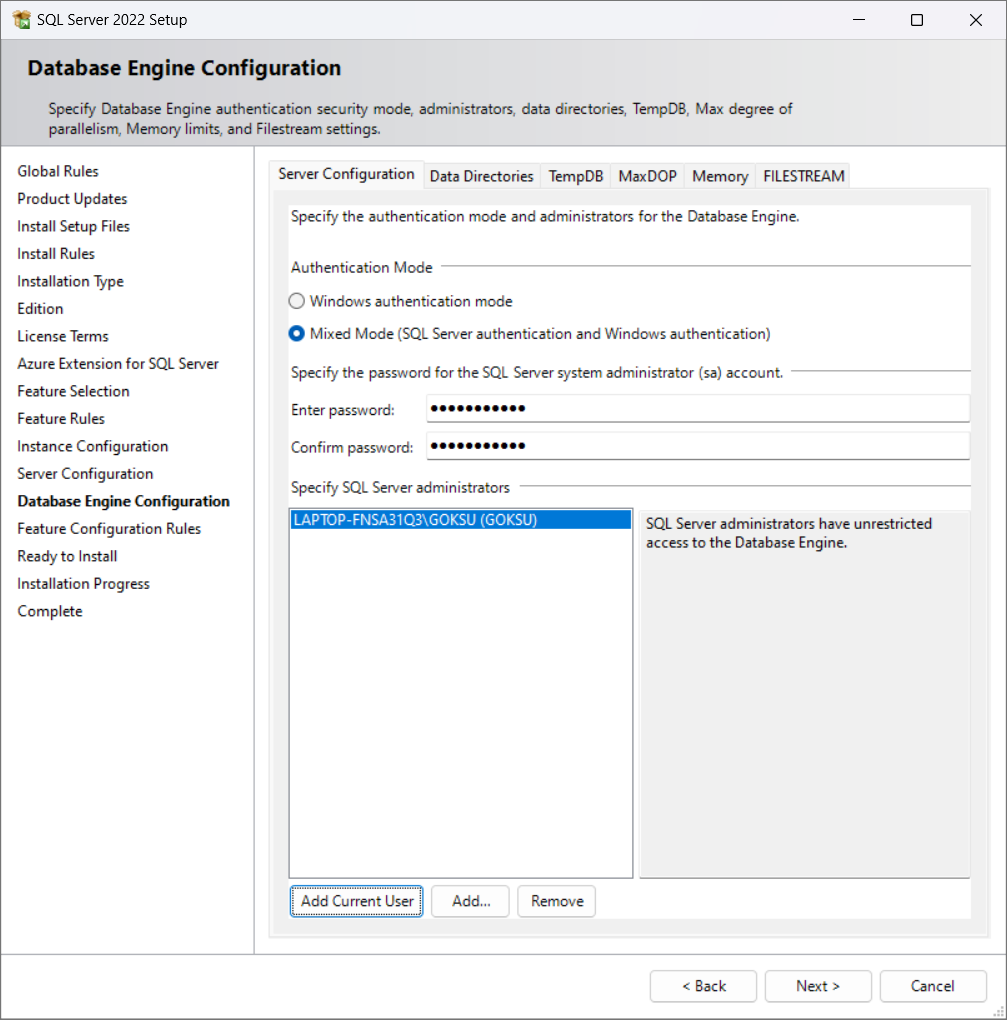 SQL Server 2022 Setup
Database Engine Configuration
Specify Database Engine authentication security mode, administrators, data directories, TempDB, Max degree of
parallelism, Memory limits, and Filestream settings.
Global Rules
Product Updates
Install Setup Files
Install Rules
Installation Type
Edition
License Terms
Azure Extension for SQL Server
Feature Selection
Feature Rules
Instance Configuration
Server Configuration
Database Engine Configuration
Feature Configuration Rules
Ready to Install
Installation Progress
Complete
Server Configuration Data Directories TempDB MaxDOP Memory FILESTREAM
Specify the authentication mode and administrators for the Database Engine.
Authentication Mode
Windows authentication mode
Mixed Mode (SQL Server authentication and Windows authentication)
Specify the password for the SQL Server system administrator (sa) account.
Enter password: ●●●●●●●●●●●
Confirm password: ●●●●●●●●●●●
Specify SQL Server administrators
LAPTOP-FNSA31Q3\GOKSU (GOKSU)
SQL Server administrators have unrestricted
access to the Database Engine.
Add Current User Add... Remove
< Back Next > Cancel